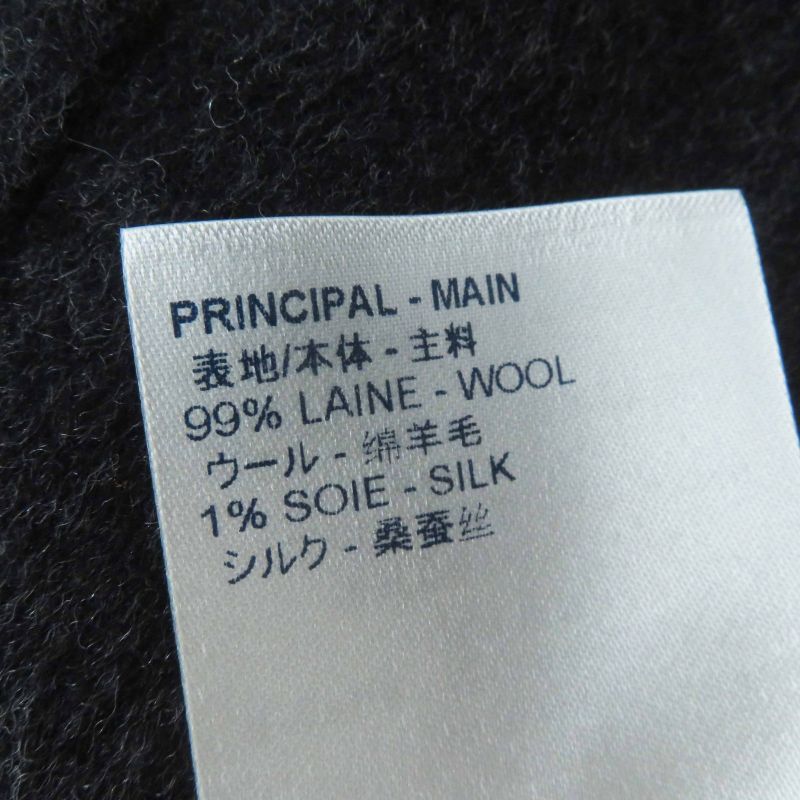 PRINCIPAL - MAIN
表地/本体 - 主料
99% LAINE - WOOL
ウール - 绵羊毛
1% SOIE - SILK
シルク - 桑蚕丝